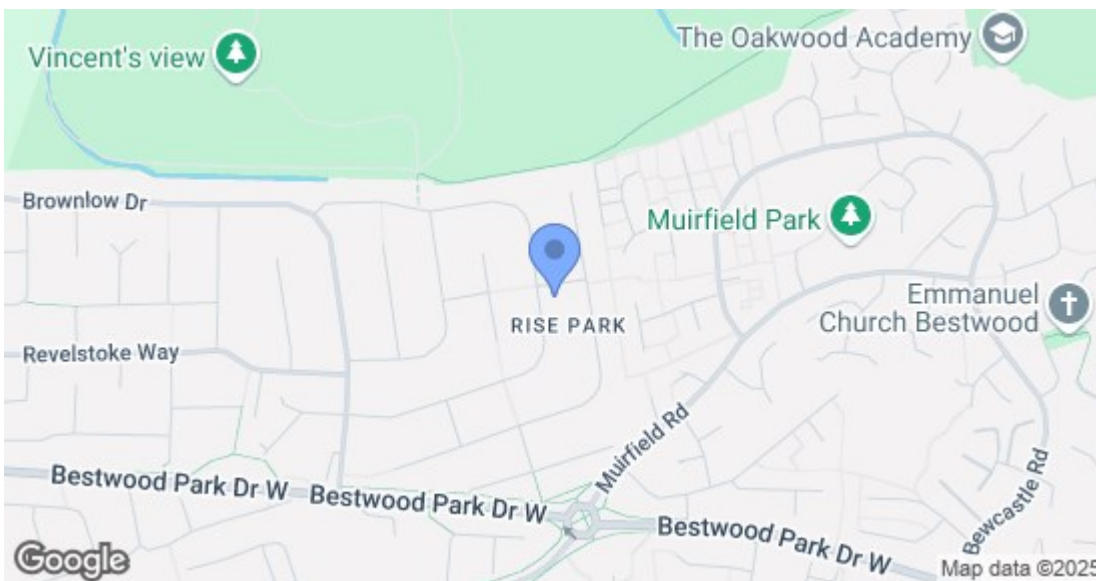 The Oakwood Academy
Vincent's view
Brownlow Dr
Muirfield Park
Emmanuel
Church Bestwood
RISE PARK
Revelstoke Way
Muirfield Rd
Bestwood Park Dr W
Bestwood Park Dr W
Bestwood Park Dr W
Bewcastle Rd
Google
Map data ©2025